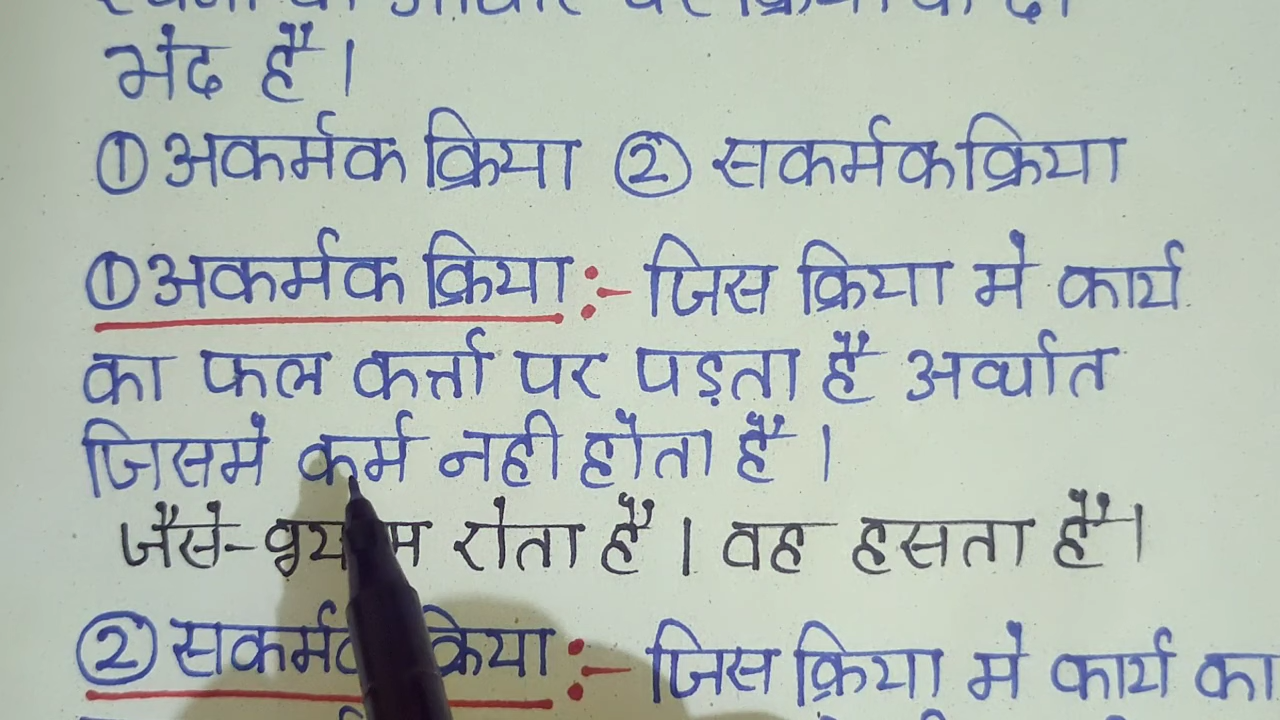 भेद है।
① अकर्मक क्रिया ② सकर्मक क्रिया
① अकर्मक क्रिया :- जिस क्रिया मे कार्य
का फल कर्त्ता पर पड़ता है अर्थात
जिसमे कर्म नही होता है।
जैसे- रोता है। वह हसता है।
② क्रिया :- जिस क्रिया मे कार्य का